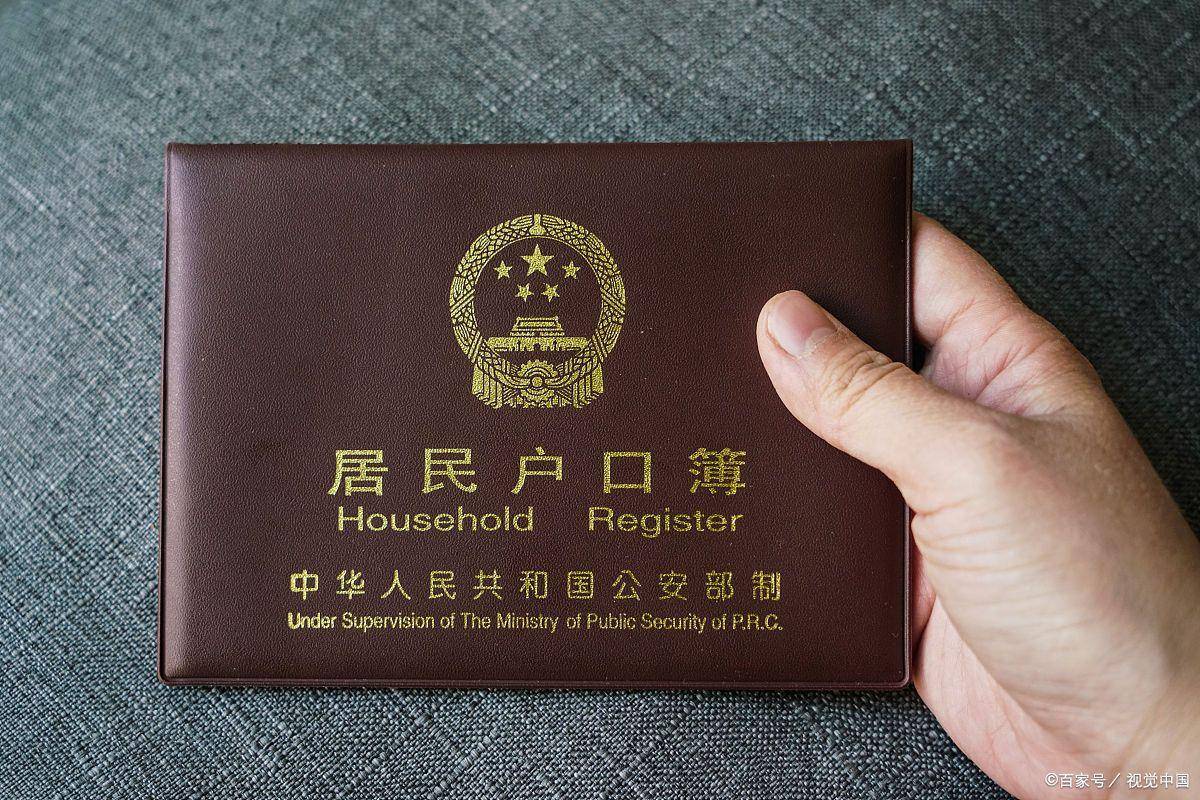 居民户口簿
Household Register
中华人民共和国公安部制
Under Supervision of The Ministry of Public Security of P.R.C.
©百家号／视觉中国